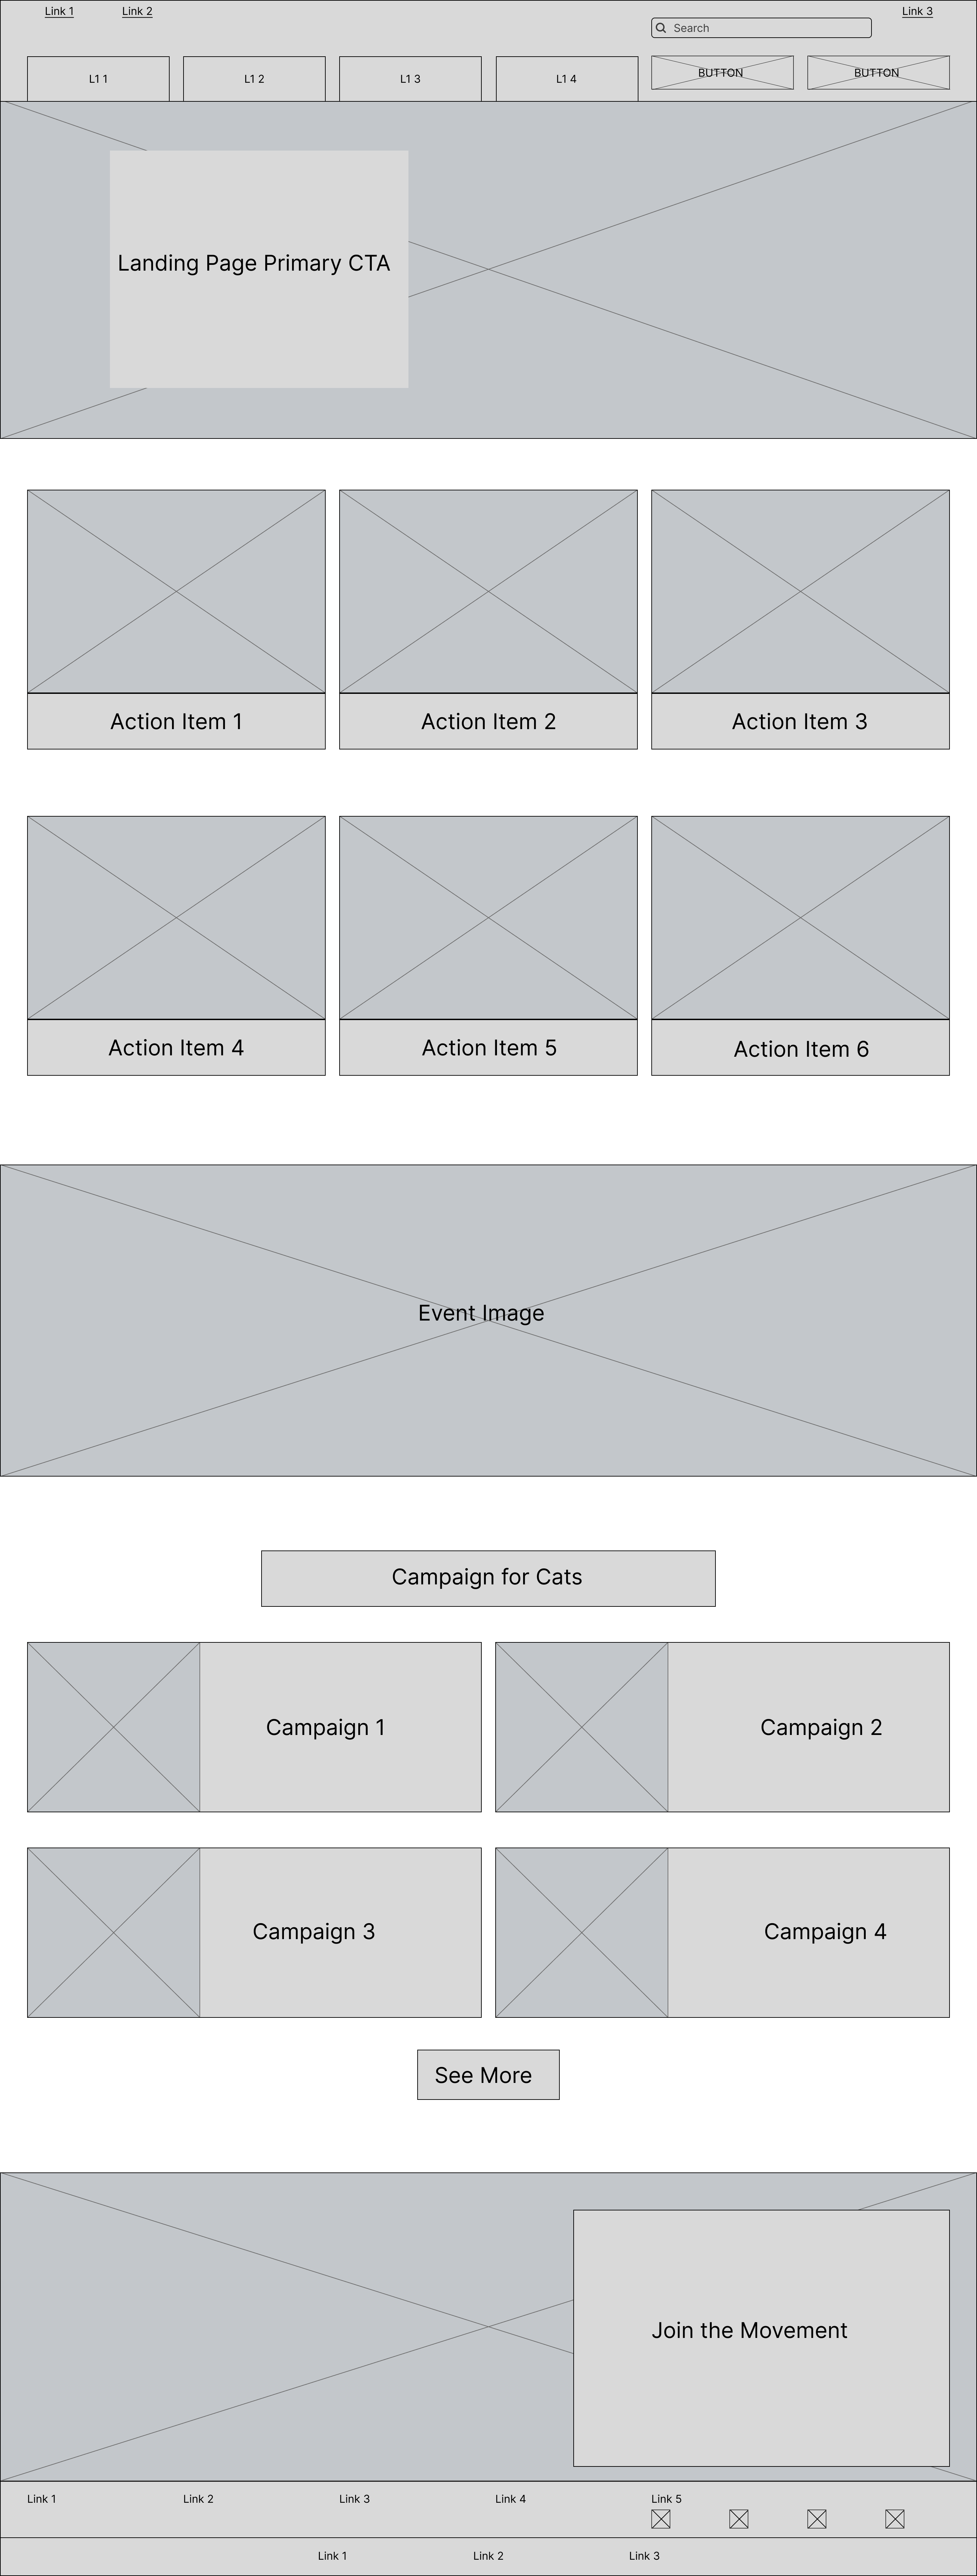 Link 1
Link 2
Link 3
Search
L1 1
L1 2
L1 3
L1 4
BUTTON
BUTTON
Landing Page Primary CTA
Action Item 1
Action Item 2
Action Item 3
Action Item 4
Action Item 5
Action Item 6
Event Image
Campaign for Cats
Campaign 1
Campaign 2
Campaign 3
Campaign 4
See More
Join the Movement
Link 1
Link 2
Link 3
Link 4
Link 5
Link 1
Link 2
Link 3